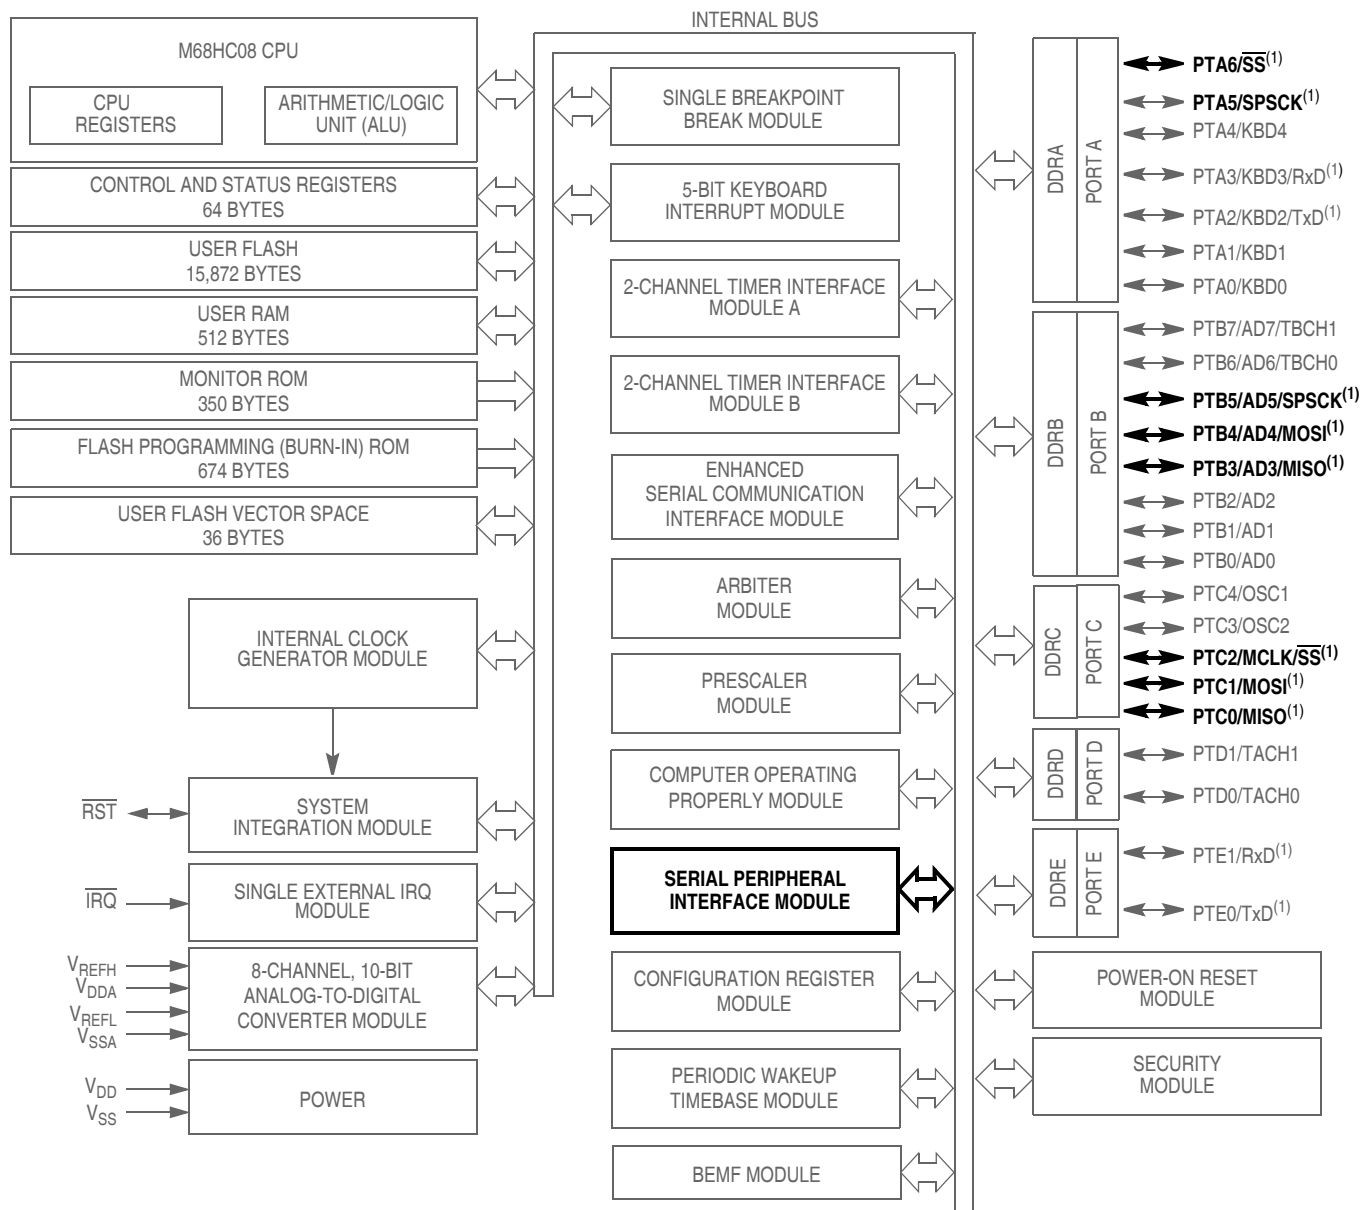 INTERNAL BUS
M68HC08 CPU
CPU
REGISTERS
ARITHMETIC/LOGIC
UNIT (ALU)
CONTROL AND STATUS REGISTERS
64 BYTES
USER FLASH
15,872 BYTES
USER RAM
512 BYTES
MONITOR ROM
350 BYTES
FLASH PROGRAMMING (BURN-IN) ROM
674 BYTES
USER FLASH VECTOR SPACE
36 BYTES
INTERNAL CLOCK
GENERATOR MODULE
RST
SYSTEM
INTEGRATION MODULE
IRQ
SINGLE EXTERNAL IRQ
MODULE
VREFH
VDDA
VREFL
VSSA
8-CHANNEL, 10-BIT
ANALOG-TO-DIGITAL
CONVERTER MODULE
VDD
VSS
POWER
SINGLE BREAKPOINT
BREAK MODULE
5-BIT KEYBOARD
INTERRUPT MODULE
2-CHANNEL TIMER INTERFACE
MODULE A
2-CHANNEL TIMER INTERFACE
MODULE B
ENHANCED
SERIAL COMMUNICATION
INTERFACE MODULE
ARBITER
MODULE
PRESCALER
MODULE
COMPUTER OPERATING
PROPERLY MODULE
SERIAL PERIPHERAL
INTERFACE MODULE
CONFIGURATION REGISTER
MODULE
PERIODIC WAKEUP
TIMEBASE MODULE
BEMF MODULE
DDRA
PORT A
PTA6/SS(1)
PTA5/SPSCK(1)
PTA4/KBD4
PTA3/KBD3/RxD(1)
PTA2/KBD2/TxD(1)
PTA1/KBD1
PTA0/KBD0
DDRB
PORT B
PTB7/AD7/TBCH1
PTB6/AD6/TBCH0
PTB5/AD5/SPSCK(1)
PTB4/AD4/MOSI(1)
PTB3/AD3/MISO(1)
PTB2/AD2
PTB1/AD1
PTB0/AD0
DDRC
PORT C
PTC4/OSC1
PTC3/OSC2
PTC2/MCLK/SS(1)
PTC1/MOSI(1)
PTC0/MISO(1)
DDRD
PORT D
PTD1/TACH1
PTD0/TACH0
DDRE
PORT E
PTE1/RxD(1)
PTE0/TxD(1)
POWER-ON RESET
MODULE
SECURITY
MODULE